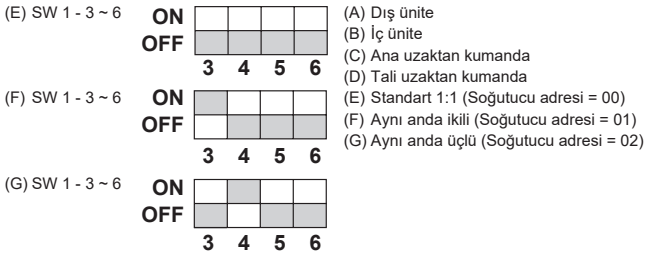 (E) SW 1 - 3 ~ 6
ON
OFF
3 4 5 6
(F) SW 1 - 3 ~ 6
ON
OFF
3 4 5 6
(G) SW 1 - 3 ~ 6
ON
OFF
3 4 5 6
(A) Dış ünite
(B) İç ünite
(C) Ana uzaktan kumanda
(D) Tali uzaktan kumanda
(E) Standart 1:1 (Soğutucu adresi = 00)
(F) Aynı anda ikili (Soğutucu adresi = 01)
(G) Aynı anda üçlü (Soğutucu adresi = 02)